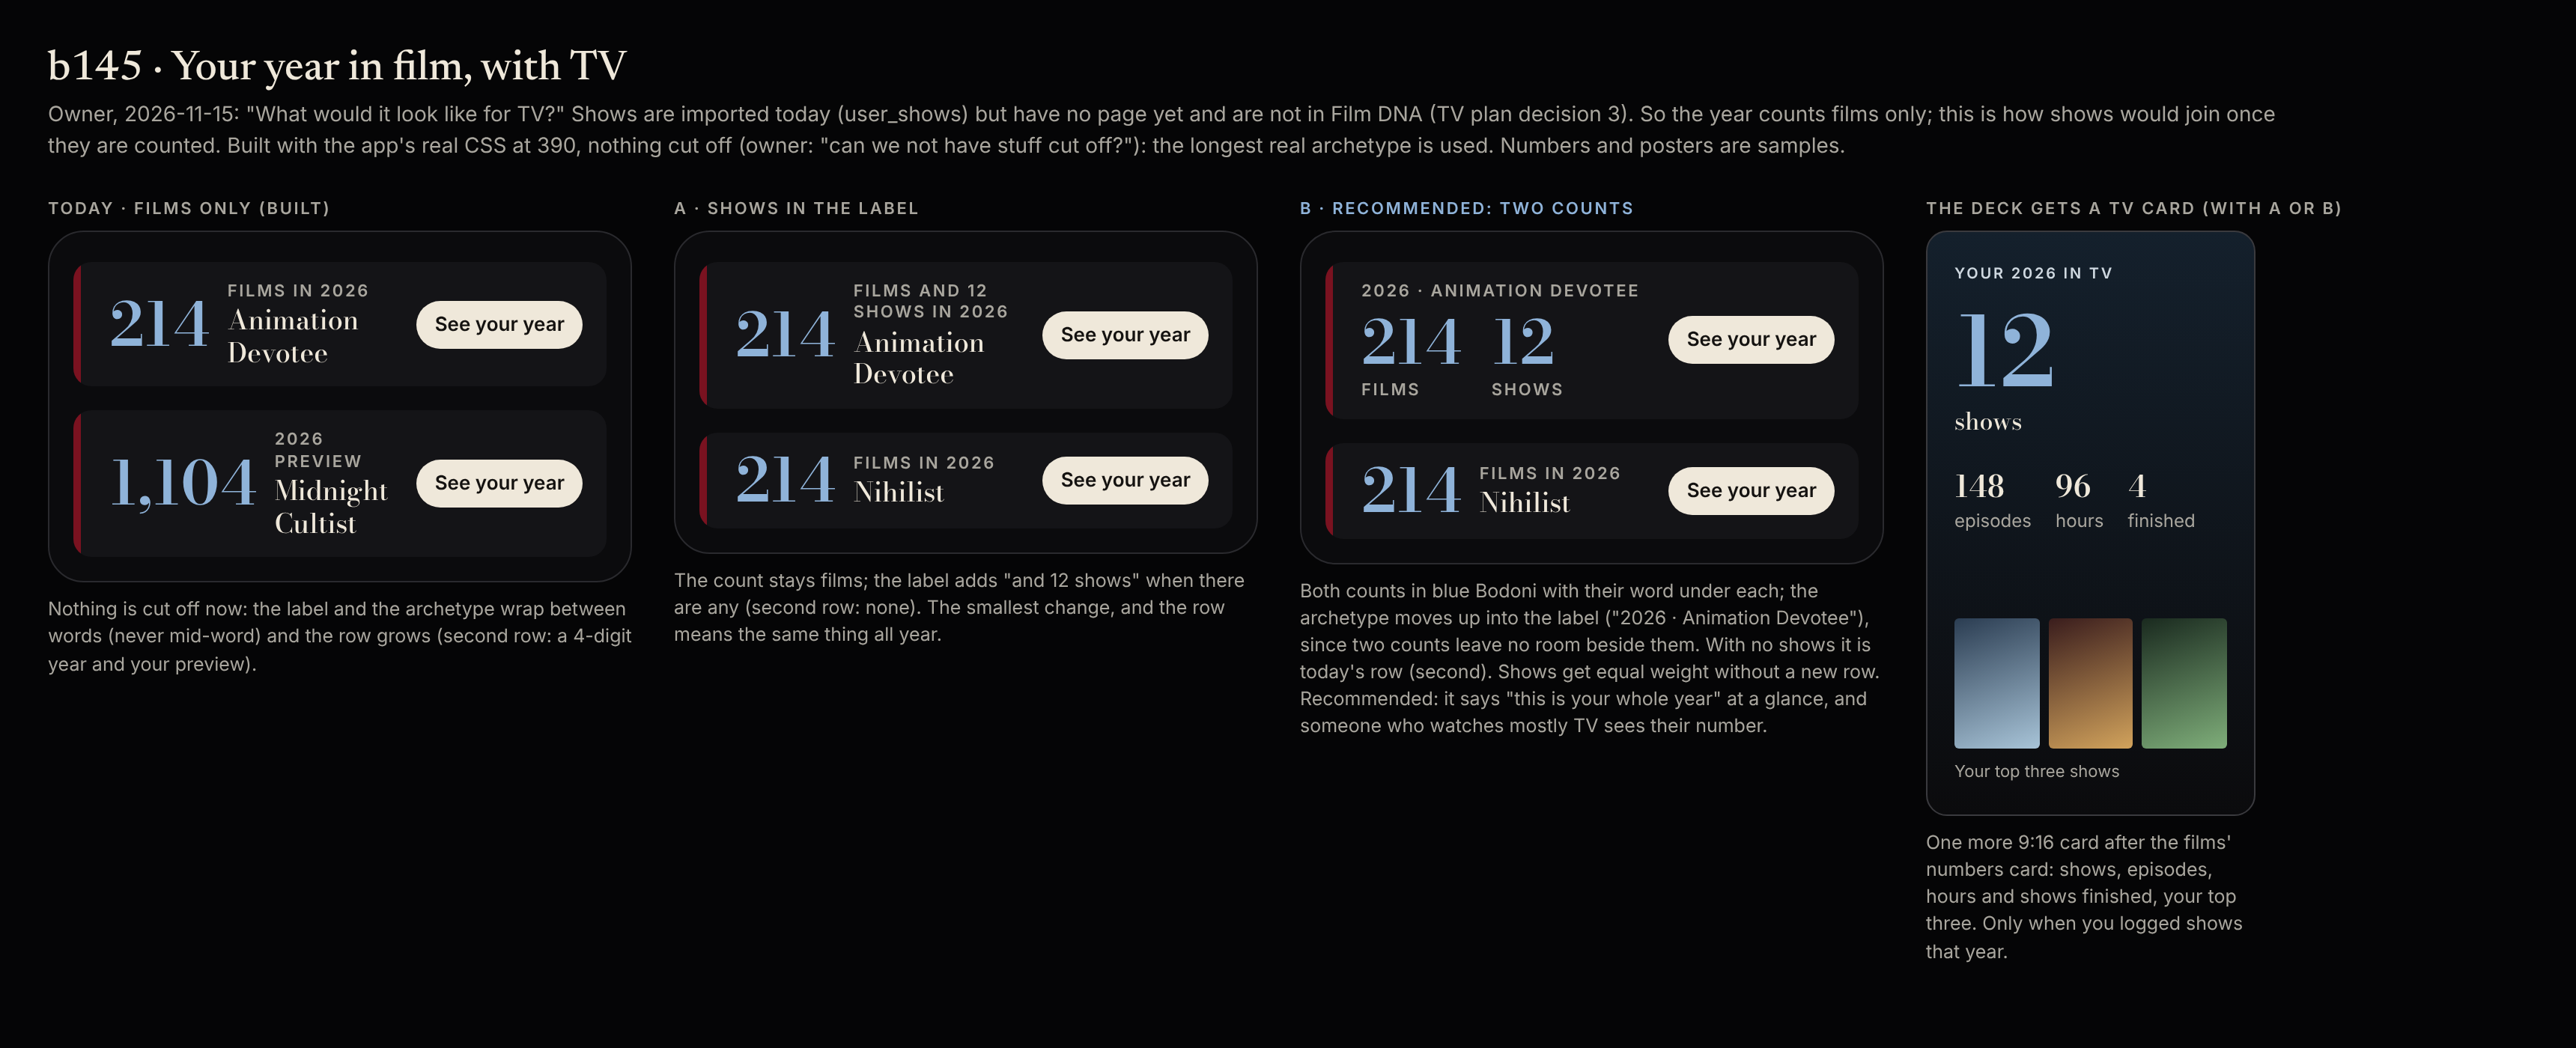 b145 · Your year in film, with TV
Owner, 2026-11-15: "What would it look like for TV?" Shows are imported today (user_shows) but have no page yet and are not in Film DNA (TV plan decision 3). So the year counts films only; this is how shows would join once
they are counted. Built with the app's real CSS at 390, nothing cut off (owner: "can we not have stuff cut off?"): the longest real archetype is used. Numbers and posters are samples.
TODAY · FILMS ONLY (BUILT)
214
FILMS IN 2026
Animation
Devotee
See your year
1,104
2026
PREVIEW
Midnight
Cultist
See your year
Nothing is cut off now: the label and the archetype wrap between
words (never mid-word) and the row grows (second row: a 4-digit
year and your preview).
A · SHOWS IN THE LABEL
214
FILMS AND 12
SHOWS IN 2026
Animation
Devotee
See your year
214
FILMS IN 2026
Nihilist
See your year
The count stays films; the label adds "and 12 shows" when there
are any (second row: none). The smallest change, and the row
means the same thing all year.
B · RECOMMENDED: TWO COUNTS
2026 · ANIMATION DEVOTEE
214 12
FILMS SHOWS
See your year
214
FILMS IN 2026
Nihilist
See your year
Both counts in blue Bodoni with their word under each; the
archetype moves up into the label ("2026 · Animation Devotee"),
since two counts leave no room beside them. With no shows it is
today's row (second). Shows get equal weight without a new row.
Recommended: it says "this is your whole year" at a glance, and
someone who watches mostly TV sees their number.
THE DECK GETS A TV CARD (WITH A OR B)
YOUR 2026 IN TV
12
shows
148 96 4
episodes hours finished
Your top three shows
One more 9:16 card after the films'
numbers card: shows, episodes,
hours and shows finished, your top
three. Only when you logged shows
that year.